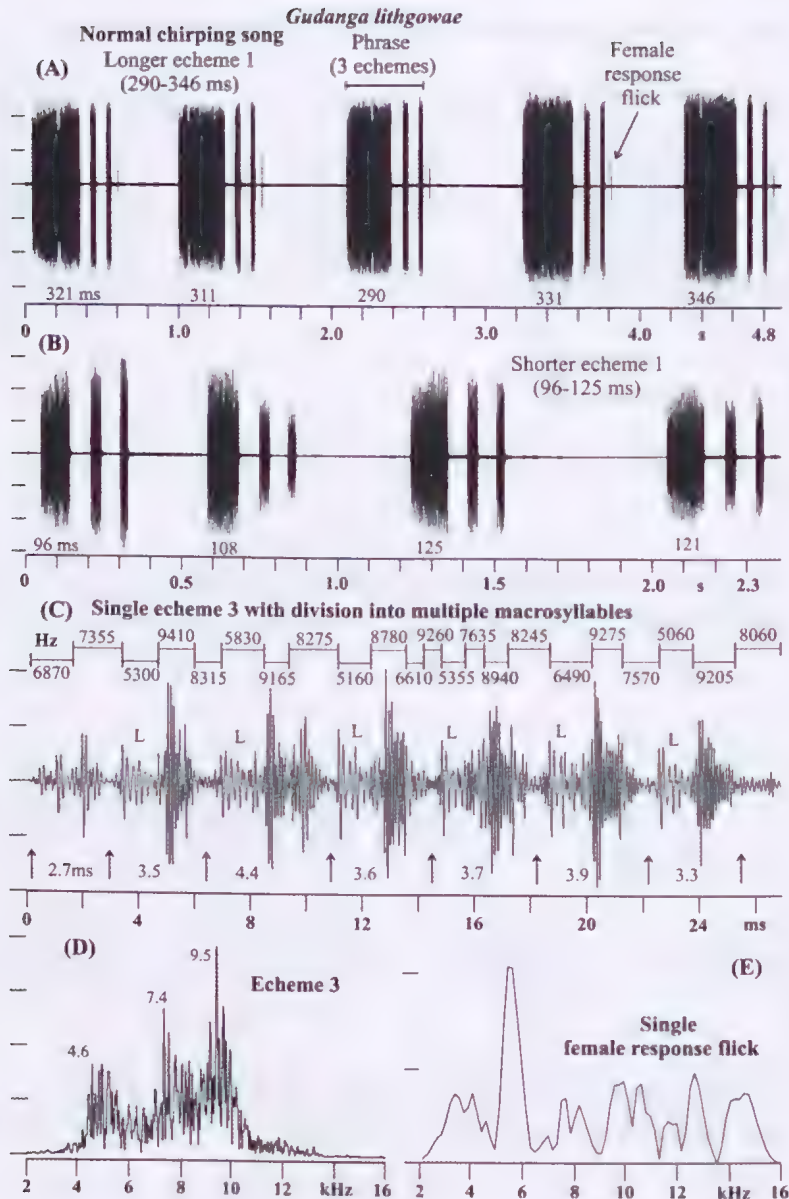 Gudanga lithgowae
Normal chirping song
(A) Longer echeme 1
(290-346 ms)
Phrase
(3 echemes)
Female
response
flick
321 ms 311 290 331 346
0 1.0 2.0 3.0 4.0 s 4.8
(B)
Shorter echeme 1
(96-125 ms)
96 ms 108 125 121
0 0.5 1.0 1.5 2.0 s 2.3
(C) Single echeme 3 with division into multiple macrosyllables
Hz 7355 9410 5830 8275 8780 9260 7635 8245 9275 5060 8060
6870 5300 8315 9165 5160 6610 5355 8940 6490 7570 9205
L L L L L L
2.7ms 3.5 4.4 3.6 3.7 3.9 3.3
0 4 8 12 16 20 24 ms
(D)
9.5
7.4
4.6
Echeme 3
2 4 6 8 10 12 kHz 16
(E)
Single
female response flick
2 4 6 8 10 12 kHz 16